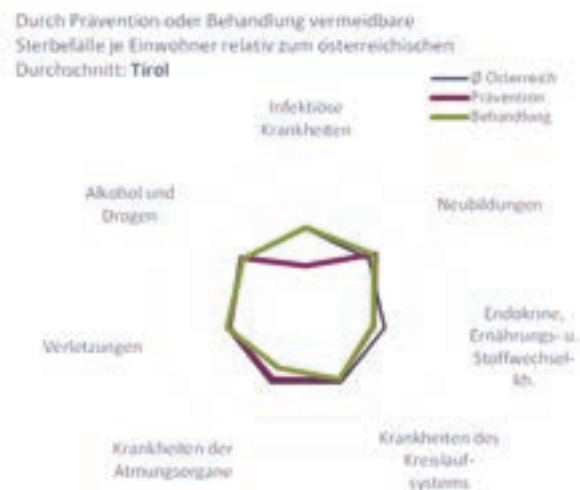 Durch Prävention oder Behandlung vermeidbare
Sterbefälle je Einwohner relativ zum österreichischen
Durchschnitt: Tirol
Ø Österreich
Prävention
Behandlung
Infektiöse
Krankheiten
Neubildungen
Endokrine,
Ernährungs- u.
Stoffwechsel-
kh.
Krankheiten des
Kreislauf-
systems
Krankheiten der
Atmungsorgane
Verletzungen
Alkohol und
Drogen